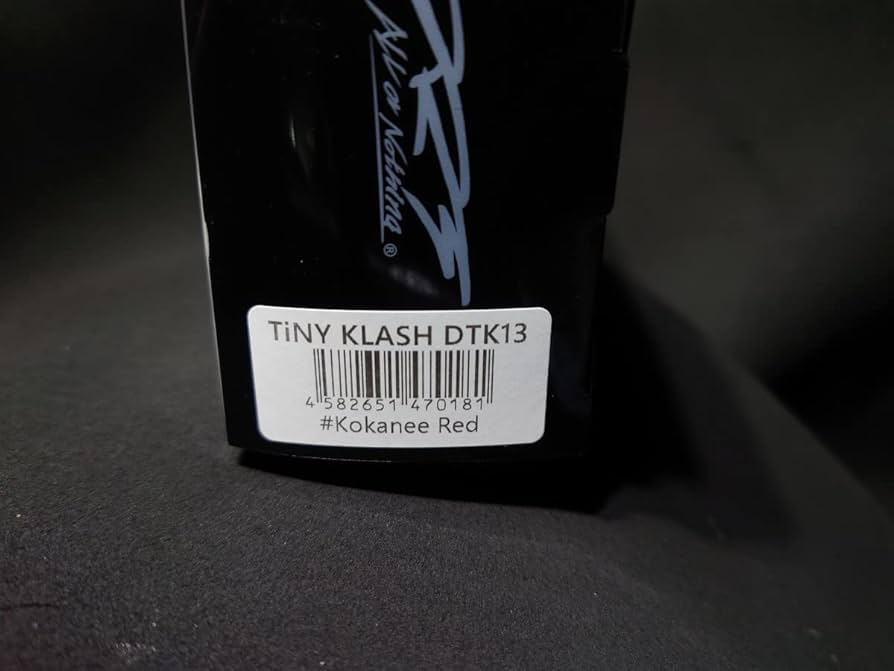 All or Nothing®
TiNY KLASH DTK13
4 582651 470181
#Kokanee Red